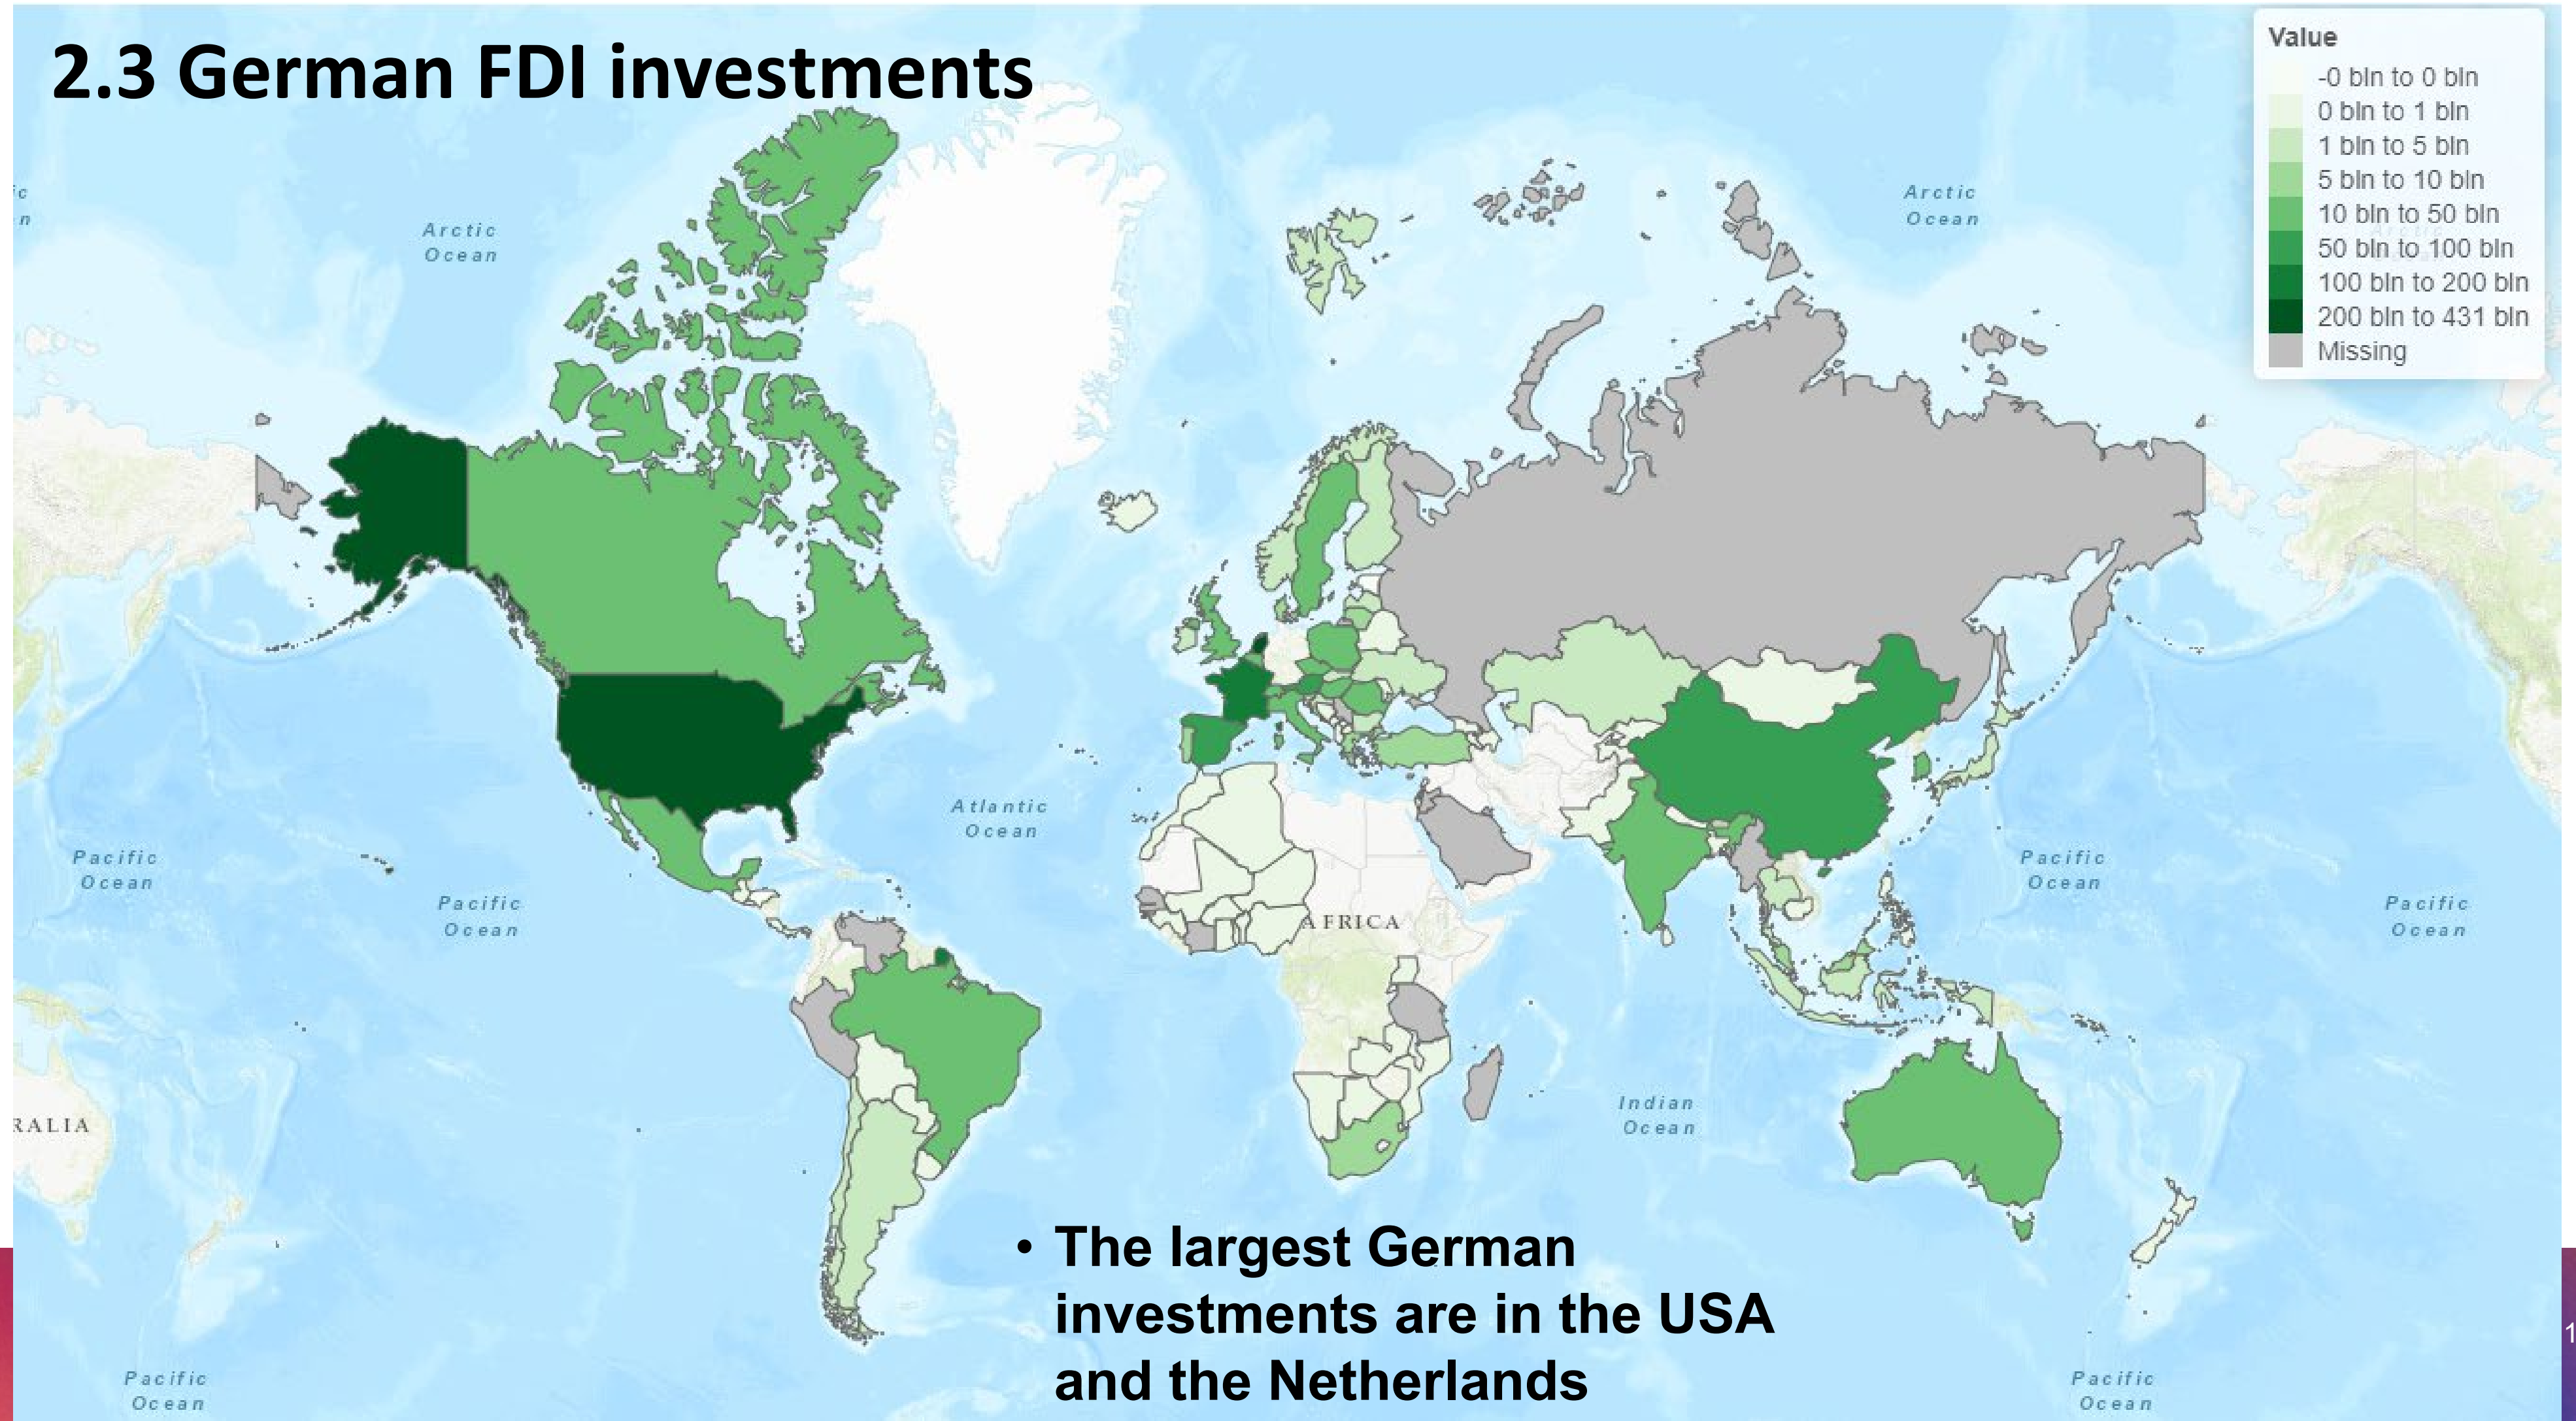 2.3 German FDI investments
Value
-0 bln to 0 bln
0 bln to 1 bln
1 bln to 5 bln
5 bln to 10 bln
10 bln to 50 bln
50 bln to 100 bln
100 bln to 200 bln
200 bln to 431 bln
Missing
ic
n
Arctic
Ocean
Arctic
Ocean
Arctic
Atlantic
Ocean
Pacific
Ocean
Pacific
Ocean
AFRICA
Pacific
Ocean
Pacific
Ocean
Indian
Ocean
RALIA
• The largest German
investments are in the USA
and the Netherlands
1
Pacific
Ocean
Pacific
Ocean